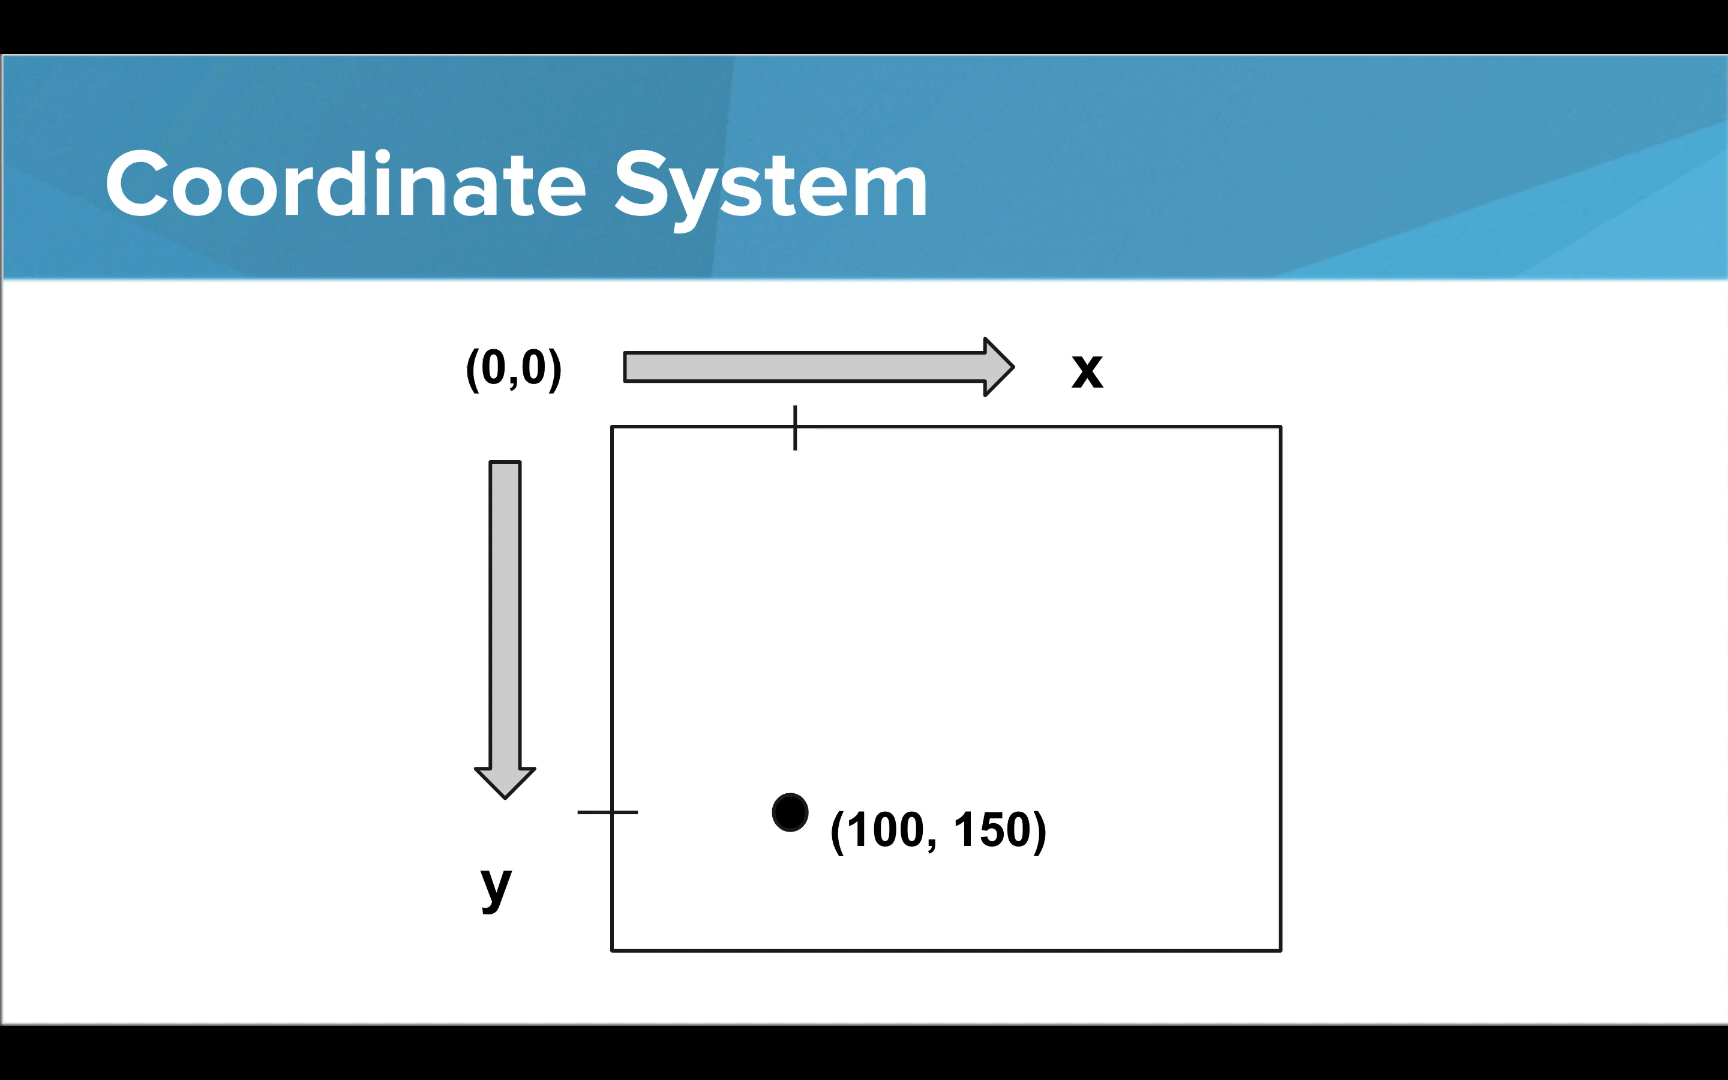 Coordinate System
(0,0)
x
(100, 150)
y